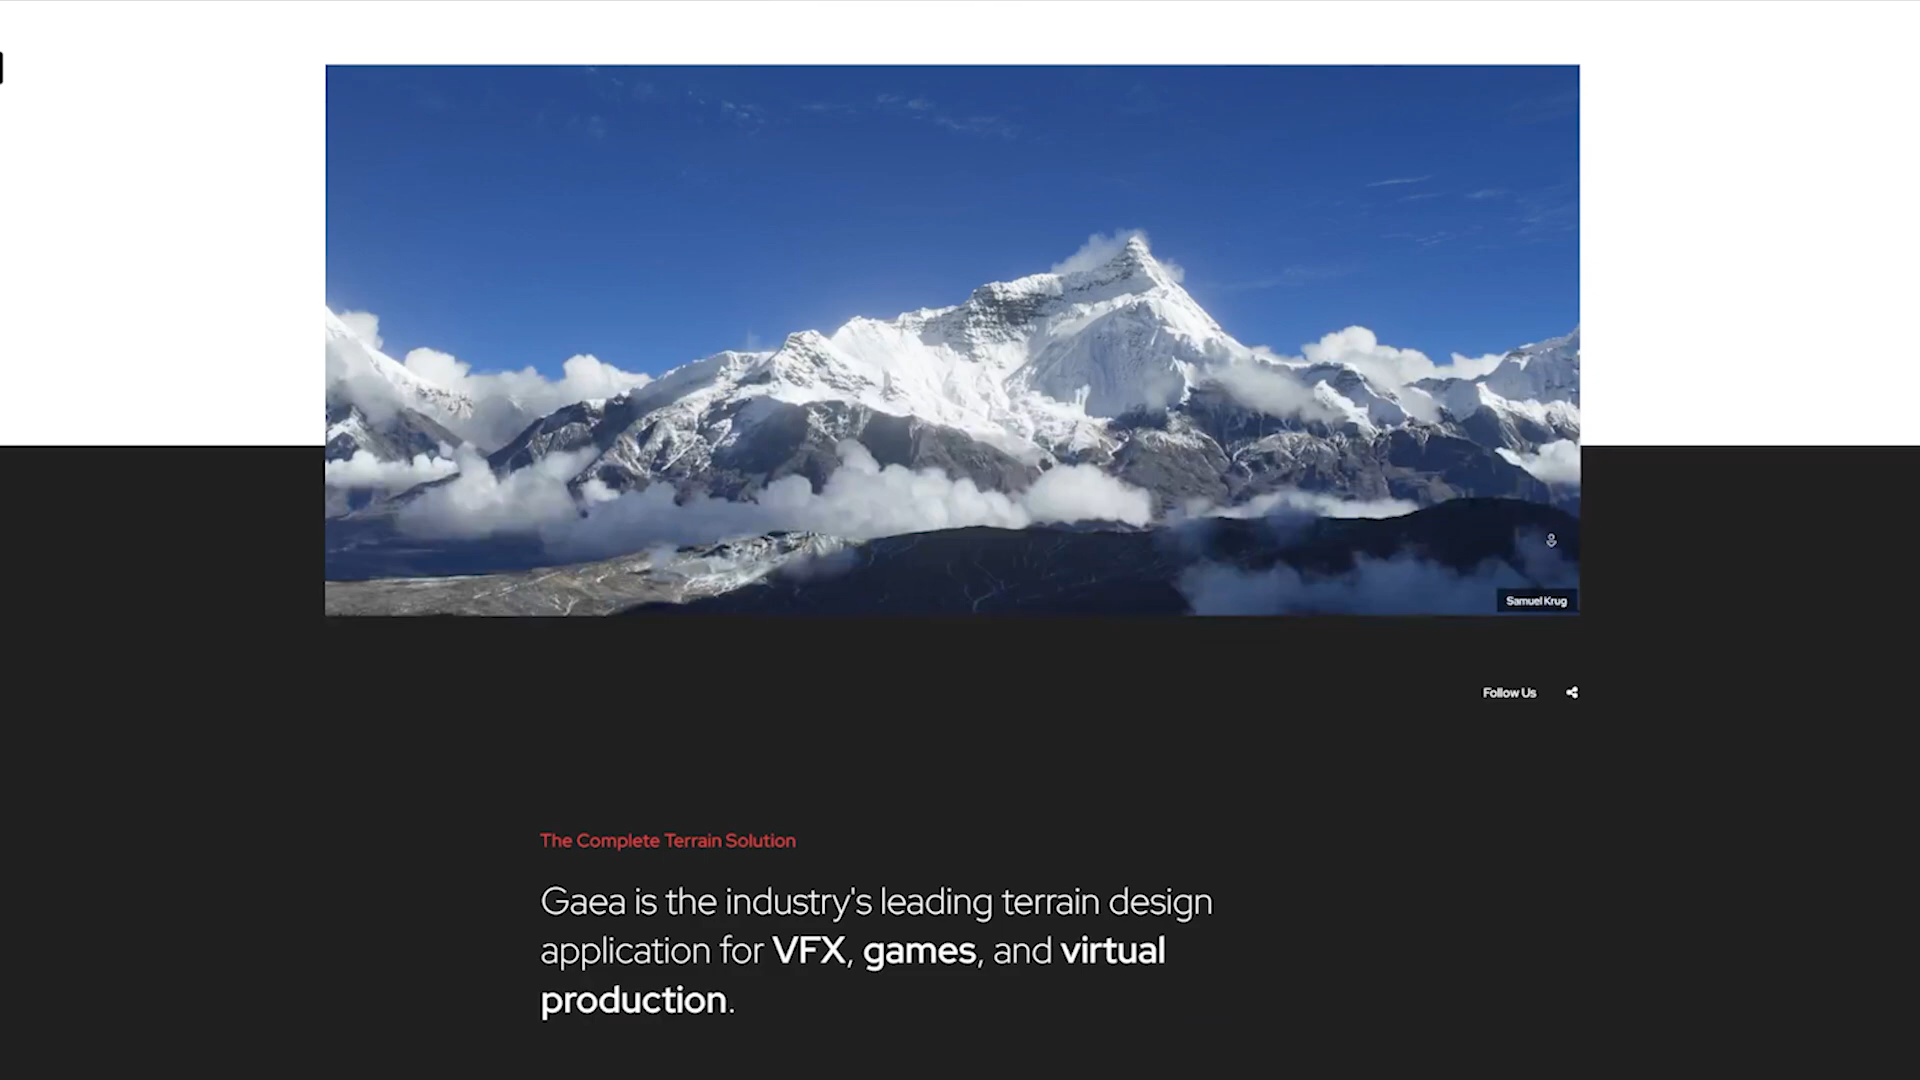 Samuel Krug
Follow Us
The Complete Terrain Solution
Gaea is the industry's leading terrain design
application for VFX, games, and virtual
production.